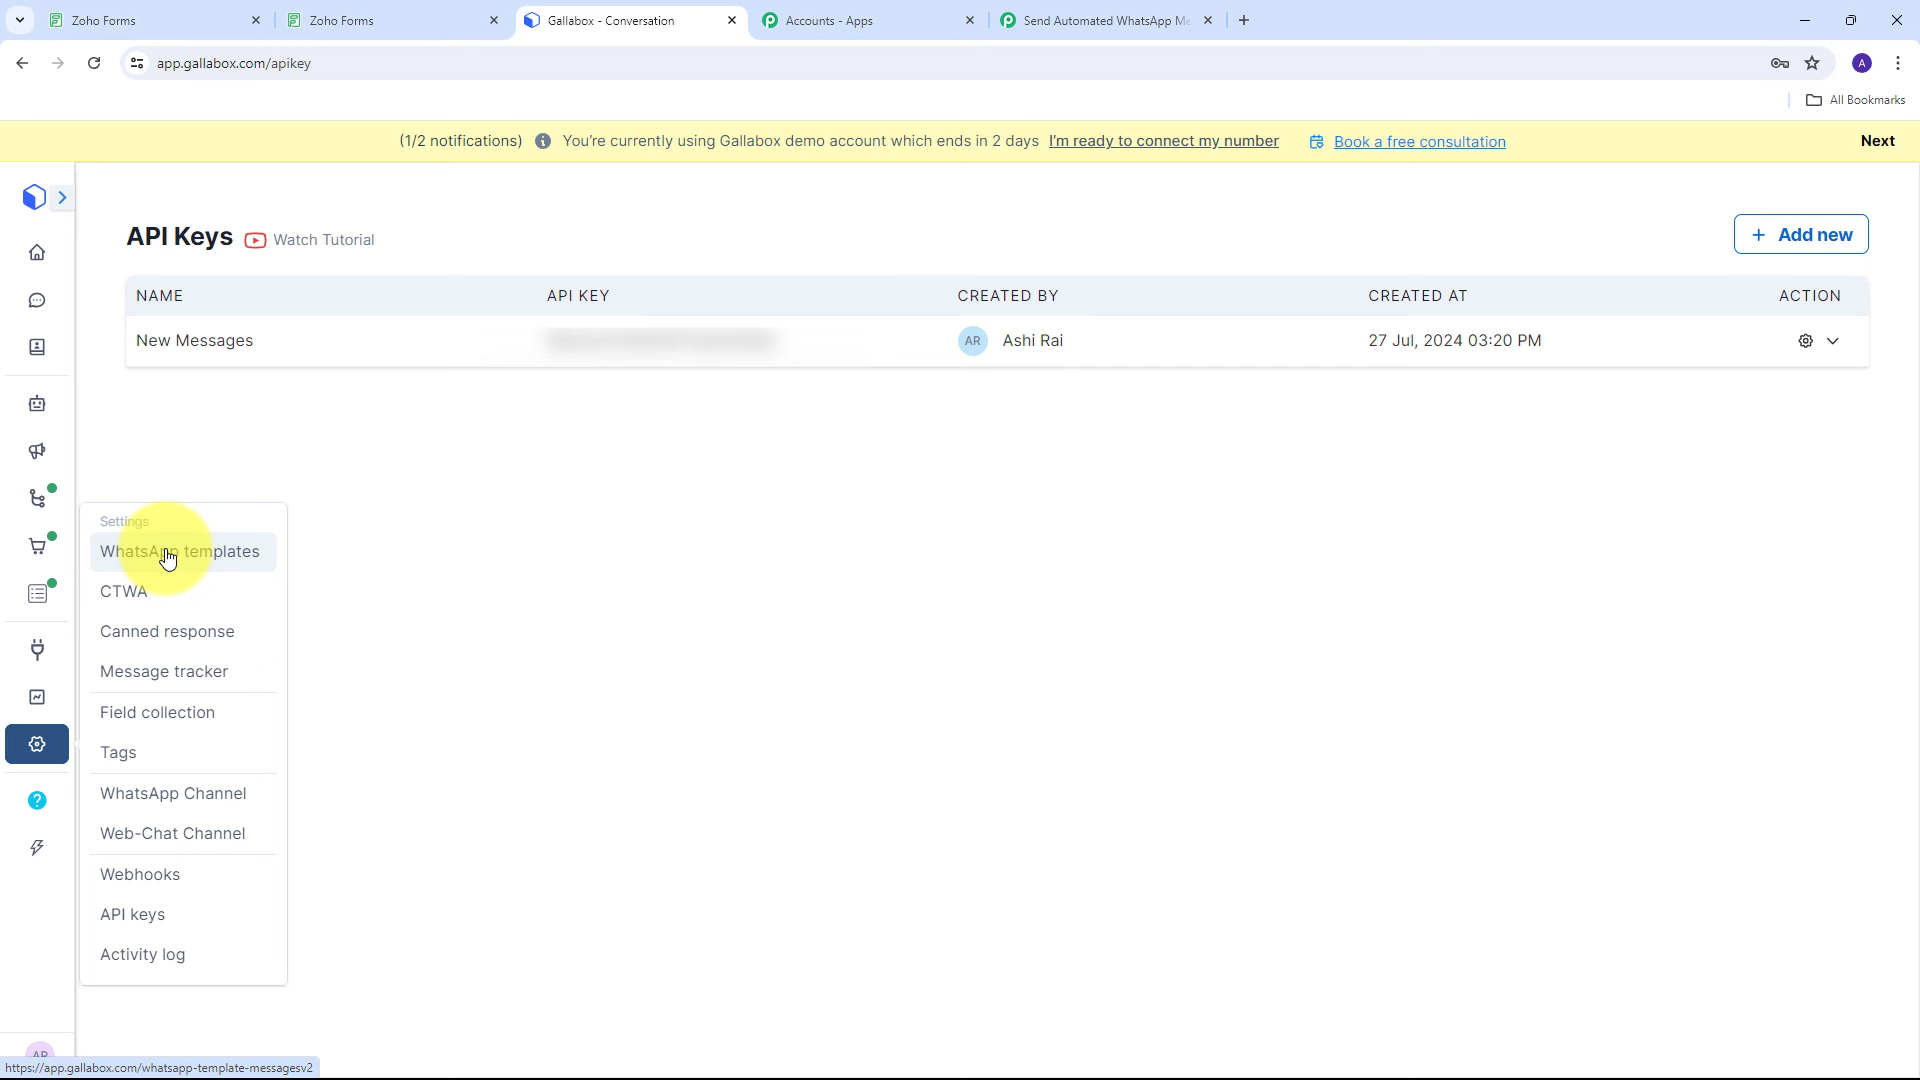 Zoho Forms
Zoho Forms
Gallabox - Conversation
Accounts - Apps
Send Automated WhatsApp Me
app.gallabox.com/apikey
A
All Bookmarks
(1/2 notifications) You're currently using Gallabox demo account which ends in 2 days I'm ready to connect my number Book a free consultation Next
API Keys Watch Tutorial
+ Add new
NAME API KEY CREATED BY CREATED AT ACTION
New Messages AR Ashi Rai 27 Jul, 2024 03:20 PM
Settings
WhatsApp templates
CTWA
Canned response
Message tracker
Field collection
Tags
WhatsApp Channel
Web-Chat Channel
Webhooks
API keys
Activity log
AR
https://app.gallabox.com/whatsapp-template-messagesv2